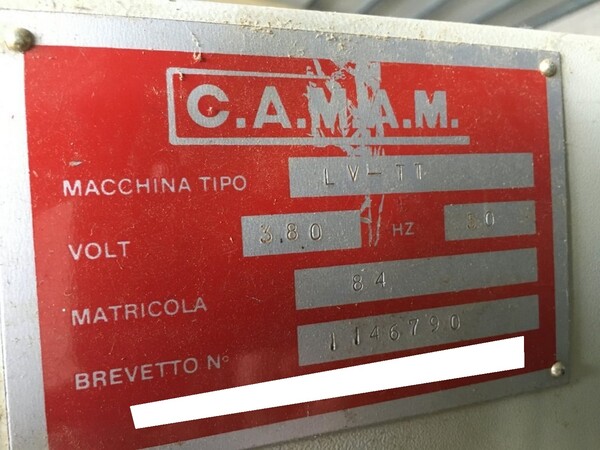 C.A.M.A.M.
MACCHINA TIPO LV-TT
VOLT 380 HZ
MATRICOLA 84
BREVETTO N° 1146790